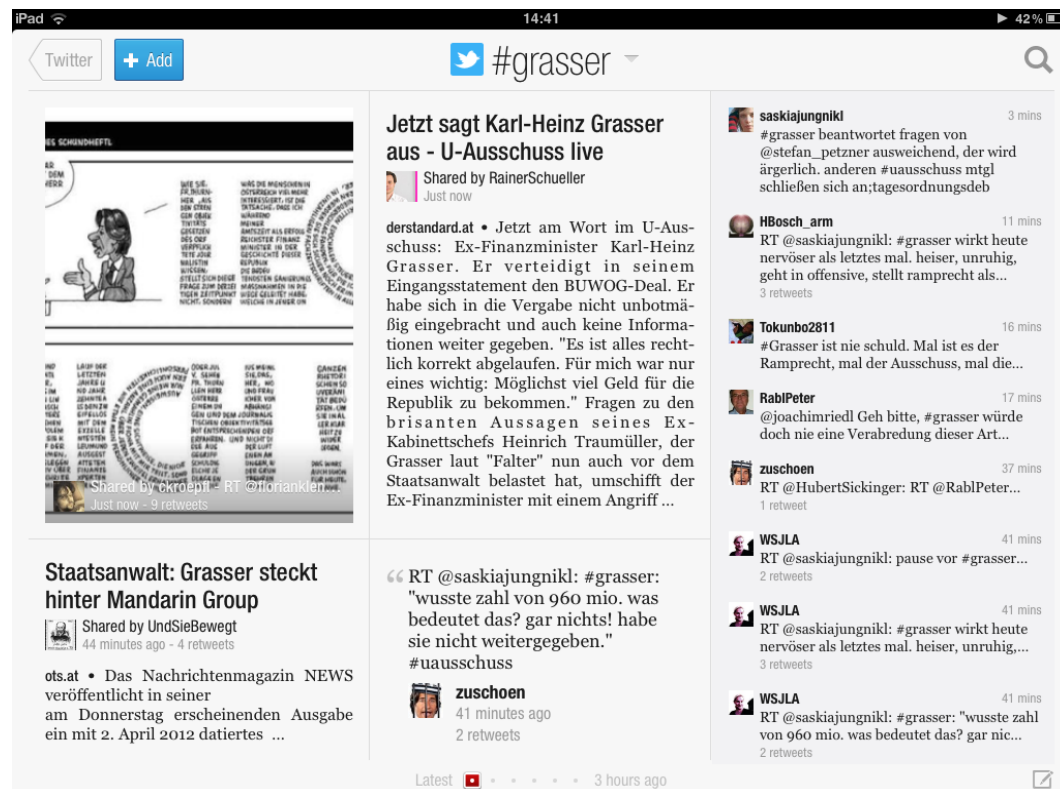 iPad
14:41
42%
Twitter
+ Add
#grasser
ES SCHUNDHEFTL
Shared by ckroepfl - RT @florianklen...
Just now - 9 retweets
Jetzt sagt Karl-Heinz Grasser
aus - U-Ausschuss live
Shared by RainerSchueller
Just now
derstandard.at • Jetzt am Wort im U-Aus-
schuss: Ex-Finanzminister Karl-Heinz
Grasser. Er verteidigt in seinem
Eingangsstatement den BUWOG-Deal. Er
habe sich in die Vergabe nicht unbotmä-
ßig eingebracht und auch keine Informa-
tionen weiter gegeben. "Es ist alles recht-
lich korrekt abgelaufen. Für mich war nur
eines wichtig: Möglichst viel Geld für die
Republik zu bekommen." Fragen zu den
brisanten Aussagen seines Ex-
Kabinettschefs Heinrich Traumüller, der
Grasser laut "Falter" nun auch vor dem
Staatsanwalt belastet hat, umschifft der
Ex-Finanzminister mit einem Angriff ...
Staatsanwalt: Grasser steckt
hinter Mandarin Group
Shared by UndSieBewegt
44 minutes ago - 4 retweets
ots.at • Das Nachrichtenmagazin NEWS
veröffentlicht in seiner
am Donnerstag erscheinenden Ausgabe
ein mit 2. April 2012 datiertes ...
“ RT @saskiajungnikl: #grasser:
"wusste zahl von 960 mio. was
bedeutet das? gar nichts! habe
sie nicht weitergegeben."
#uausschuss
zuschoen
41 minutes ago
2 retweets
saskiajungnikl 3 mins
#grasser beantwortet fragen von
@stefan_petzner ausweichend, der wird
ärgerlich. anderen #uausschuss mtgl
schließen sich an;tagesordnungsdeb
HBosch_arm 11 mins
RT @saskiajungnikl: #grasser wirkt heute
nervöser als letztes mal. heiser, unruhig,
geht in offensive, stellt ramprecht als...
3 retweets
Tokunbo2811 16 mins
#Grasser ist nie schuld. Mal ist es der
Ramprecht, mal der Ausschuss, mal die...
RablPeter 17 mins
@joachinriedl Geh bitte, #grasser würde
doch nie eine Verabredung dieser Art...
zuschoen 37 mins
RT @HubertSickinger: RT @RablPeter...
1 retweet
WSJLA 41 mins
RT @saskiajungnikl: pause vor #grasser...
2 retweets
WSJLA 41 mins
RT @saskiajungnikl: #grasser wirkt heute
nervöser als letztes mal. heiser, unruhig,...
3 retweets
WSJLA 41 mins
RT @saskiajungnikl: #grasser: "wusste zahl
von 960 mio. was bedeutet das? gar nic...
2 retweets
Latest
3 hours ago